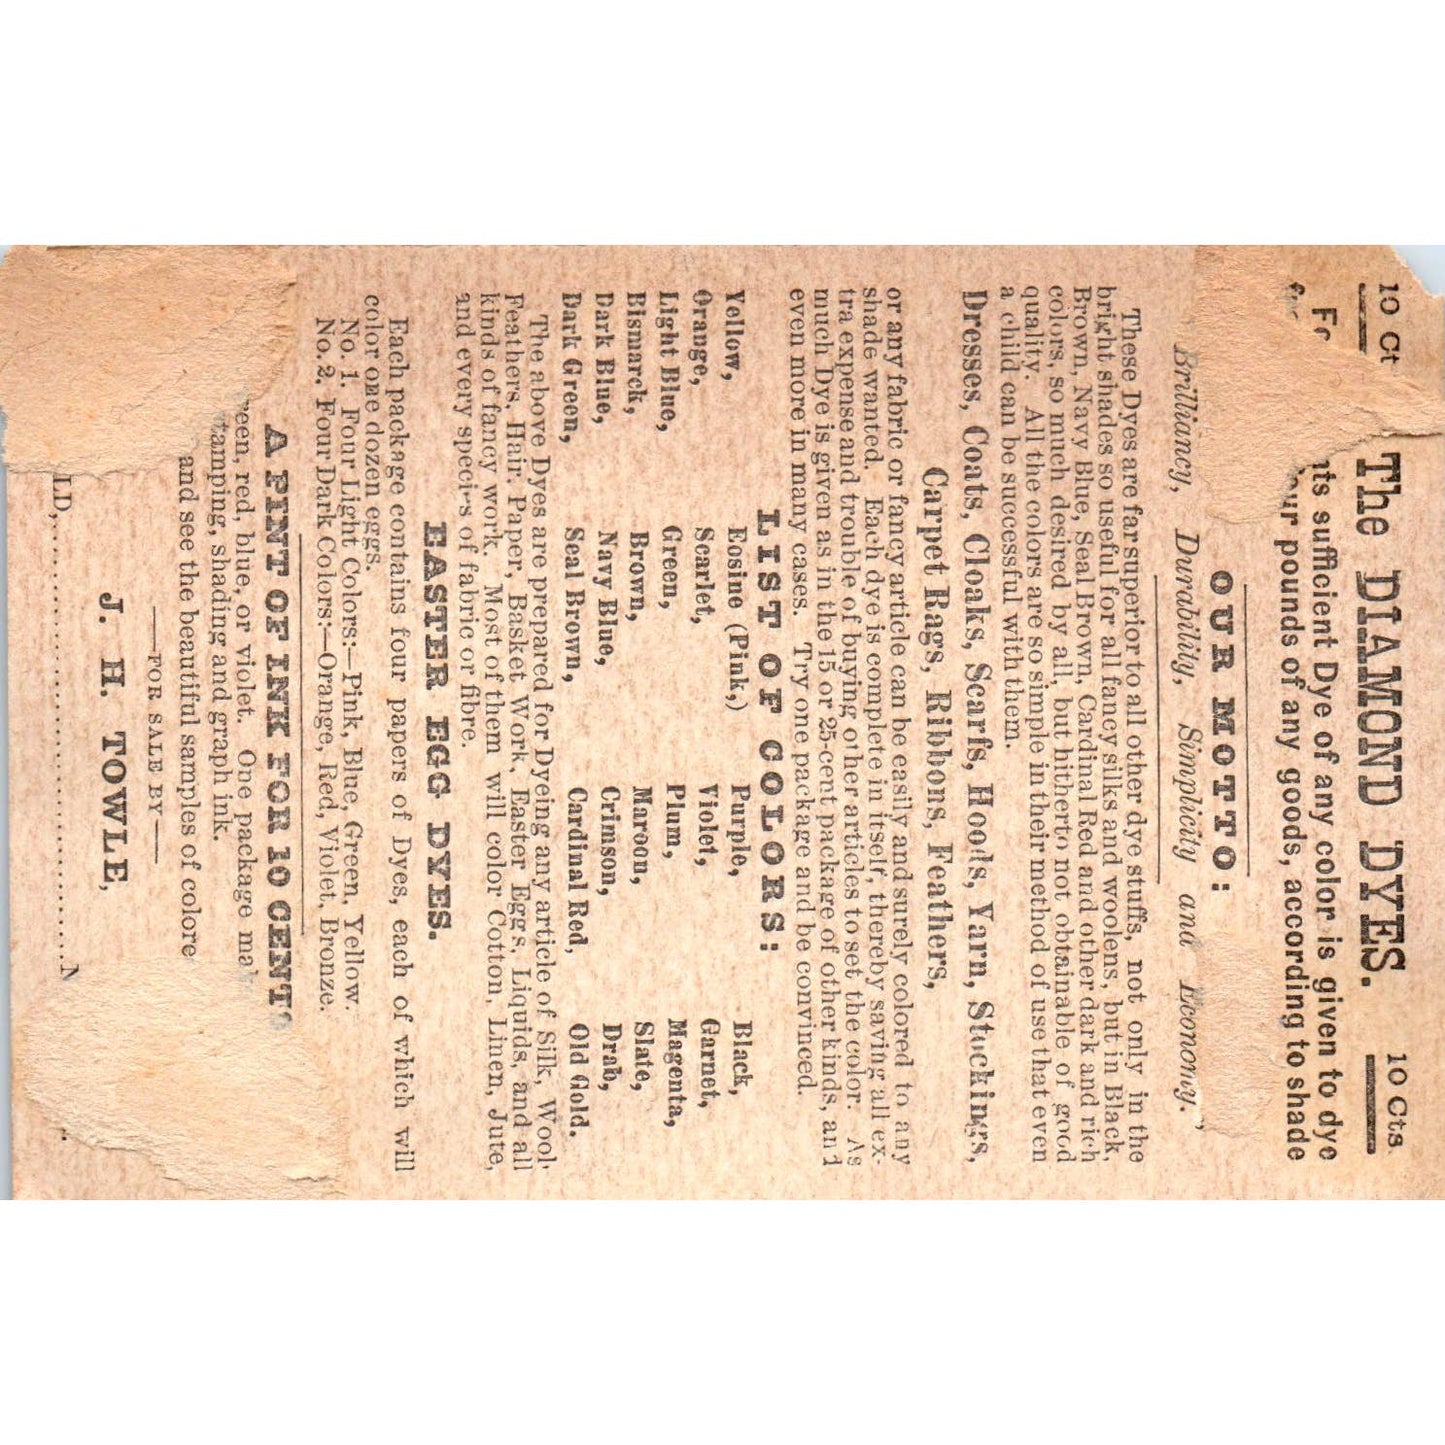 10 Ct The DIAMOND DYES. 10 Cts.
nts sufficient Dye of any color is given to dye
four pounds of any goods, according to shade
OUR MOTTO:
Brilliancy, Durability, Simplicity and Economy."
These Dyes are far superior to all other dye stuffs, not only in the
bright shades so useful for all fancy silks and woolens, but in Black,
Brown, Navy Blue, Seal Brown, Cardinal Red and other dark and rich
colors, so much desired by all, but hitherto not obtainable of good
quality. All the colors are so simple in their method of use that even
a child can be successful with them.
Dresses, Coats, Cloaks, Scarfs, Hoods, Yarn, Stockings,
Carpet Rags, Ribbons, Feathers,
or any fabric or fancy article can be easily and surely colored to any
shade wanted. Each dye is complete in itself, thereby saving all ex-
tra expense and trouble of buying other articles to set the color. As
much Dye is given as in the 15 or 25-cent package of other kinds, and
even more in many cases. Try one package and be convinced.
LIST OF COLORS:
Yellow, Eosine (Pink,) Purple, Black,
Orange, Scarlet, Violet, Garnet,
Light Blue, Green, Plum, Magenta,
Bismarck, Brown, Maroon, Slate,
Dark Blue, Navy Blue, Crimson, Drab,
Dark Green, Seal Brown, Cardinal Red, Old Gold.
The above Dyes are prepared for Dyeing any article of Silk, Wool,
Feathers, Hair, Paper, Basket Work, Easter Eggs, Liquids, and all
kinds of fancy work. Most of them will color Cotton, Linen, Jute,
and every species of fabric or fibre.
EASTER EGG DYES.
Each package contains four papers of Dyes, each of which will
color one dozen eggs.
No. 1. Four Light Colors:—Pink, Blue, Green, Yellow.
No. 2. Four Dark Colors:—Orange, Red, Violet, Bronze.
A PINT OF INK FOR 10 CENTS
reen, red, blue, or violet. One package mak
tamping, shading and graph ink.
and see the beautiful samples of colore
—FOR SALE BY—
J. H. TOWLE,
LD,